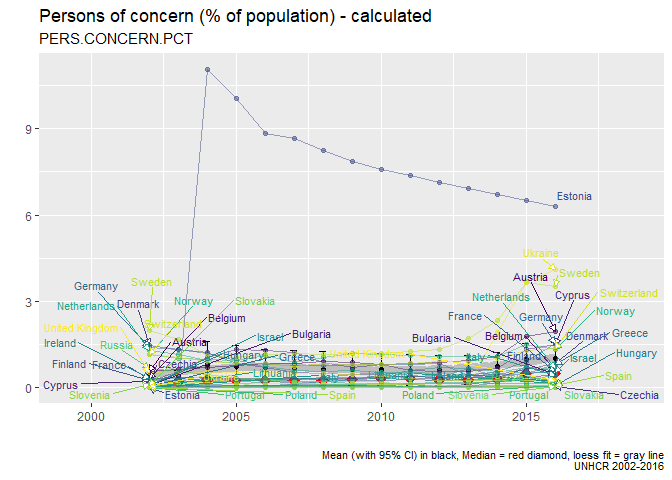 Persons of concern (% of population) - calculated
PERS.CONCERN.PCT
9
6
3
0
Estonia
Ukraine
Germany
Sweden
Austria
Sweden
Netherlands
Denmark
Norway
Slovakia
Netherlands
Cyprus
Switzerland
Norway
United Kingdom
Switzerland
Belgium
France
Germany
Ireland
Russia
Austria
Israel
Bulgaria
Bulgaria
Belgium
Denmark
Greece
Finland
France
Czechia
Hungary
Greece
United Kingdom
Italy
Finland
Israel
Hungary
Lithuania
Cyprus
Spain
Slovenia
Estonia
Portugal
Poland
Spain
Poland
Slovenia
Portugal
Slovakia
Czechia
2000
2005
2010
2015
Mean (with 95% CI) in black, Median = red diamond, loess fit = gray line
UNHCR 2002-2016